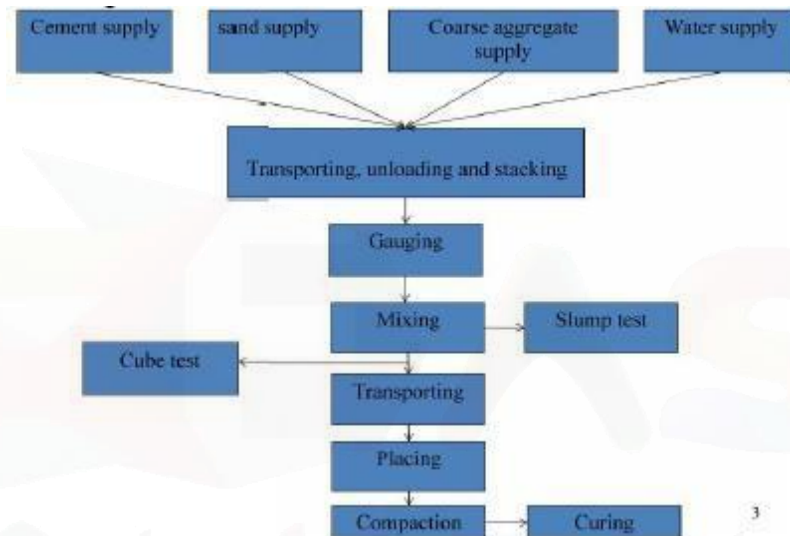 Cement supply
sand supply
Coarse aggregate
supply
Water supply
Transporting, unloading and stacking
Gauging
Mixing
Slump test
Cube test
Transporting
Placing
Compaction
Curing
3